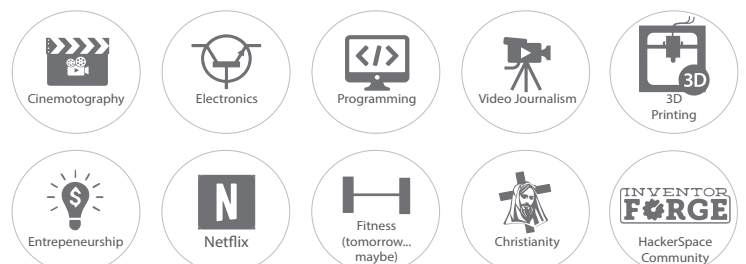 Cinemotography
Electronics
</>
Programming
Video Journalism
3D
3D
Printing
$
Entrepeneurship
N
Netflix
Fitness
(tomorrow...
maybe)
Christianity
INVENTOR
FORGE
HackerSpace
Community